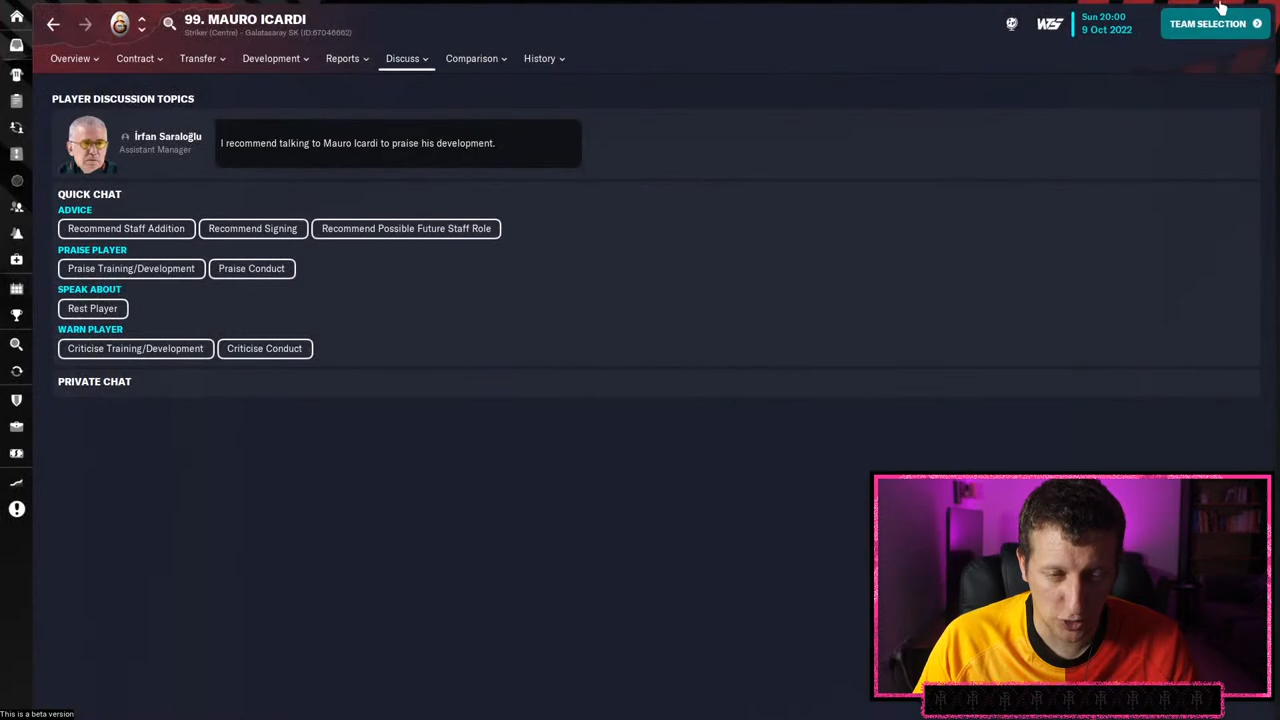 99. MAURO ICARDI
Striker (Centre) - Galatasaray SK (ID:67046662)
Sun 20:00
9 Oct 2022
TEAM SELECTION
Overview
Contract
Transfer
Development
Reports
Discuss
Comparison
History
PLAYER DISCUSSION TOPICS
İrfan Saraloğlu
Assistant Manager
I recommend talking to Mauro Icardi to praise his development.
QUICK CHAT
ADVICE
Recommend Staff Addition
Recommend Signing
Recommend Possible Future Staff Role
PRAISE PLAYER
Praise Training/Development
Praise Conduct
SPEAK ABOUT
Rest Player
WARN PLAYER
Criticise Training/Development
Criticise Conduct
PRIVATE CHAT
This is a beta version